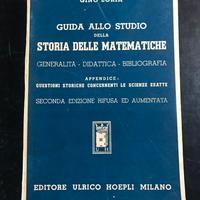 GINO LORIA
GUIDA ALLO STUDIO
DELLA
STORIA DELLE MATEMATICHE
GENERALITÀ - DIDATTICA - BIBLIOGRAFIA
APPENDICE:
QUESTIONI STORICHE CONCERNENTI LE SCIENZE ESATTE
SECONDA EDIZIONE RIFUSA ED AUMENTATA
EDITORE ULRICO HOEPLI MILANO